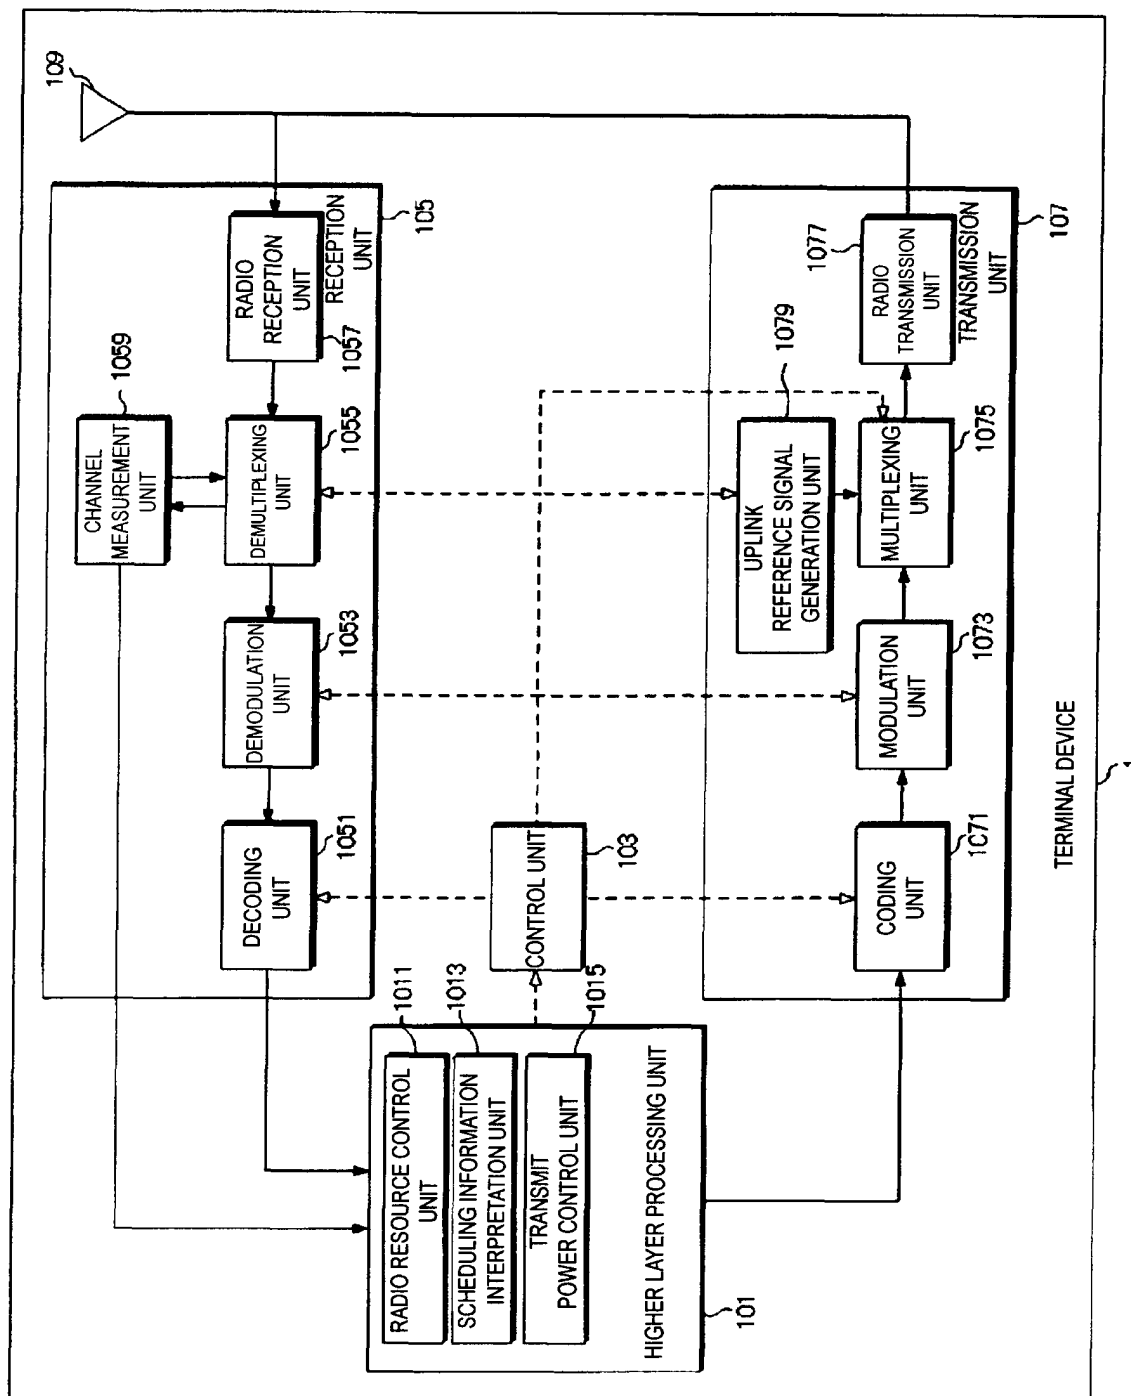 109
RADIO
RECEPTION
UNIT
1057
RECEPTION
UNIT
105
CHANNEL
MEASUREMENT
UNIT
1059
DEMULTIPLEXING
UNIT
1055
DEMODULATION
UNIT
1053
DECODING
UNIT
1051
RADIO RESOURCE CONTROL
UNIT
1011
SCHEDULING INFORMATION
INTERPRETATION UNIT
1013
TRANSMIT
POWER CONTROL UNIT
1015
HIGHER LAYER PROCESSING UNIT
101
CONTROL UNIT
103
UPLINK
REFERENCE SIGNAL
GENERATION UNIT
1079
CODING
UNIT
1071
MODULATION
UNIT
1073
MULTIPLEXING
UNIT
1075
RADIO
TRANSMISSION
UNIT
1077
TRANSMISSION
UNIT
107
TERMINAL DEVICE
1